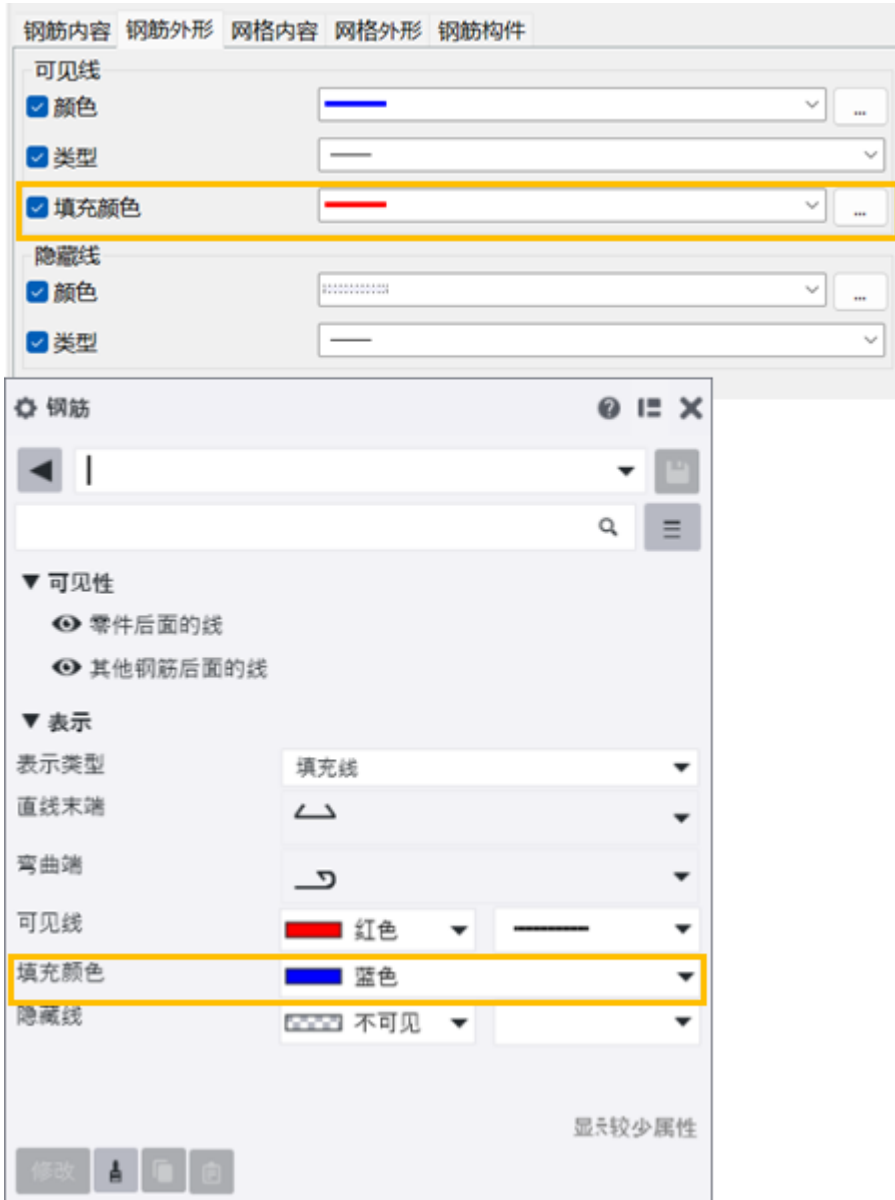 钢筋内容 钢筋外形 网格内容 网格外形 钢筋构件
可见线
颜色
...
类型
填充颜色
...
隐藏线
颜色
...
类型
钢筋
可见性
零件后面的线
其他钢筋后面的线
表示
表示类型 填充线
直线末端
弯曲端
可见线 红色
填充颜色 蓝色
隐藏线 不可见
显示较少属性
修改